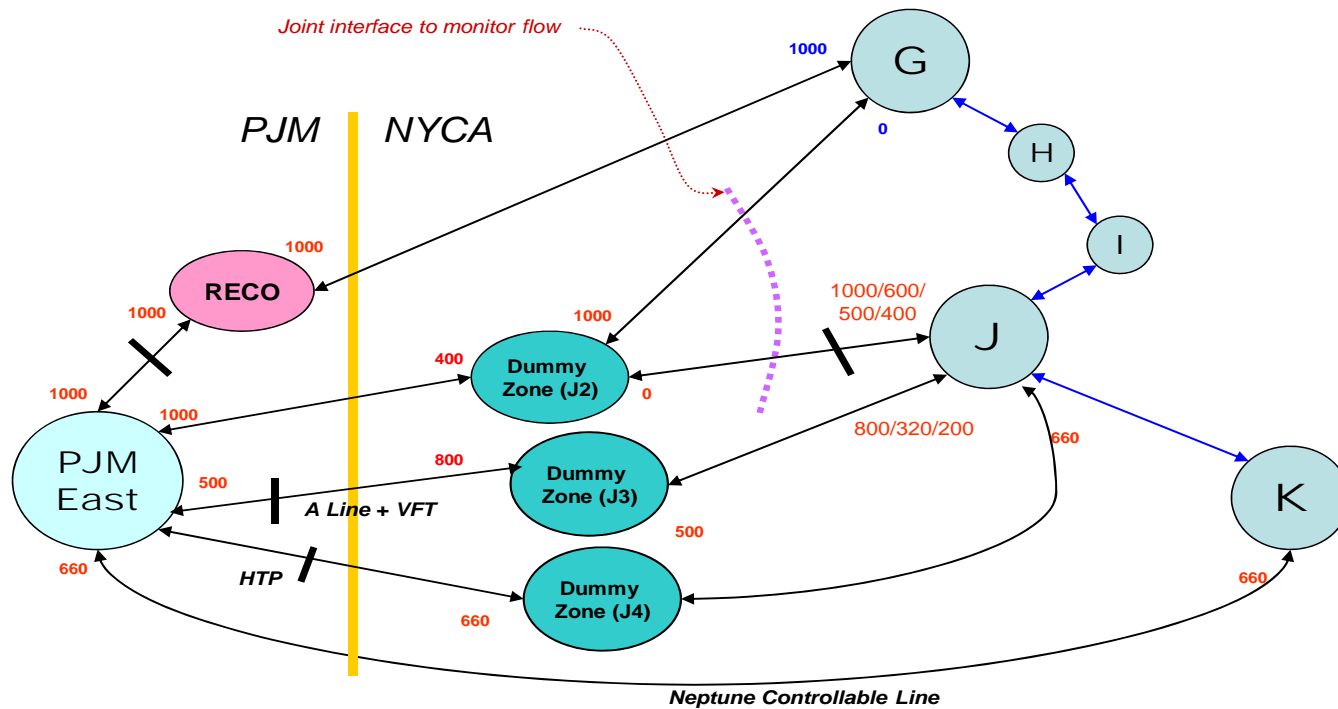 Joint interface to monitor flow
1000
G
PJM
NYCA
0
H
1000
I
RECO
1000
1000/600/
500/400
1000
J
400
Dummy
Zone (J2)
0
1000
1000
PJM
East
500
800
Dummy
Zone (J3)
800/320/200
660
A Line + VFT
500
K
HTP
660
660
Dummy
Zone (J4)
660
Neptune Controllable Line